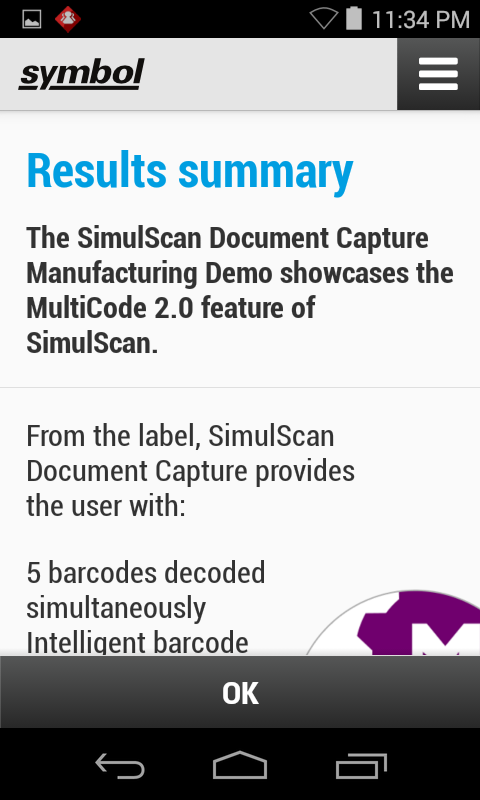 11:34 PM
symbol
Results summary
The SimulScan Document Capture
Manufacturing Demo showcases the
MultiCode 2.0 feature of
SimulScan.
From the label, SimulScan
Document Capture provides
the user with:
5 barcodes decoded
simultaneously
Intelligent barcode
OK